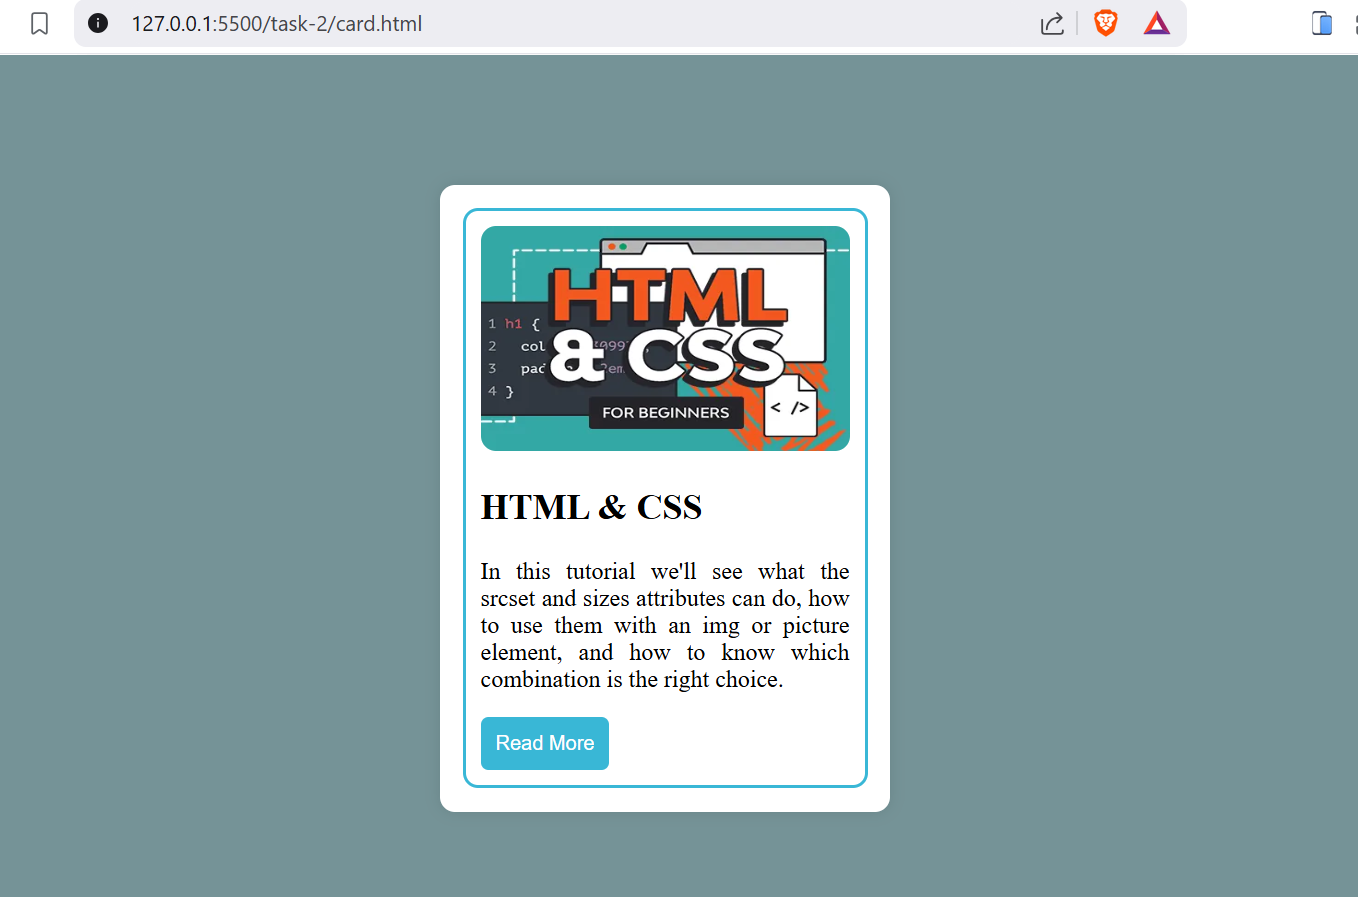 127.0.0.1:5500/task-2/card.html
HTML
& CSS
1 h1 {
2 col
3 pad
4 }
< />
FOR BEGINNERS
HTML & CSS
In this tutorial we'll see what the
srcset and sizes attributes can do, how
to use them with an img or picture
element, and how to know which
combination is the right choice.
Read More